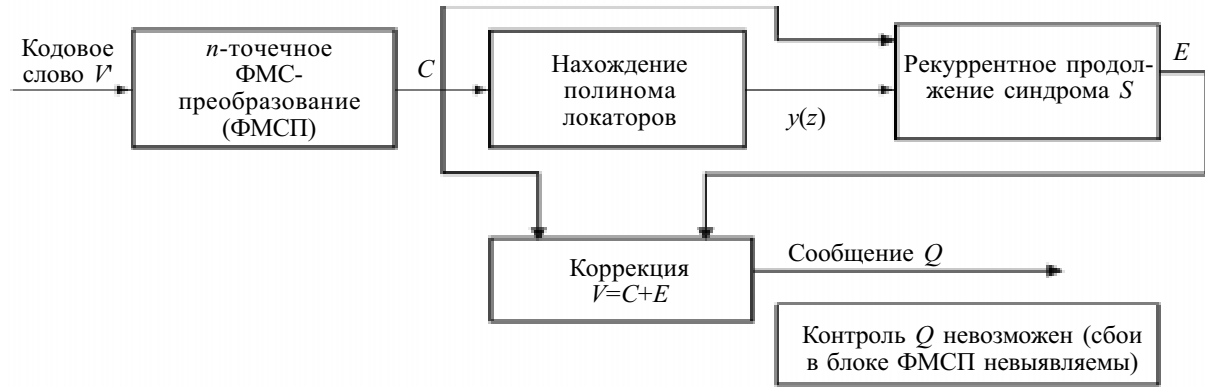 Кодовое
слово V'
n-точечное
ФМС-
преобразование
(ФМСП)
C
Нахождение
полинома
локаторов
y(z)
Рекуррентное продол-
жение синдрома S
E
Коррекция
V=C+E
Сообщение Q
Контроль Q невозможен (сбои
в блоке ФМСП невыявляемы)